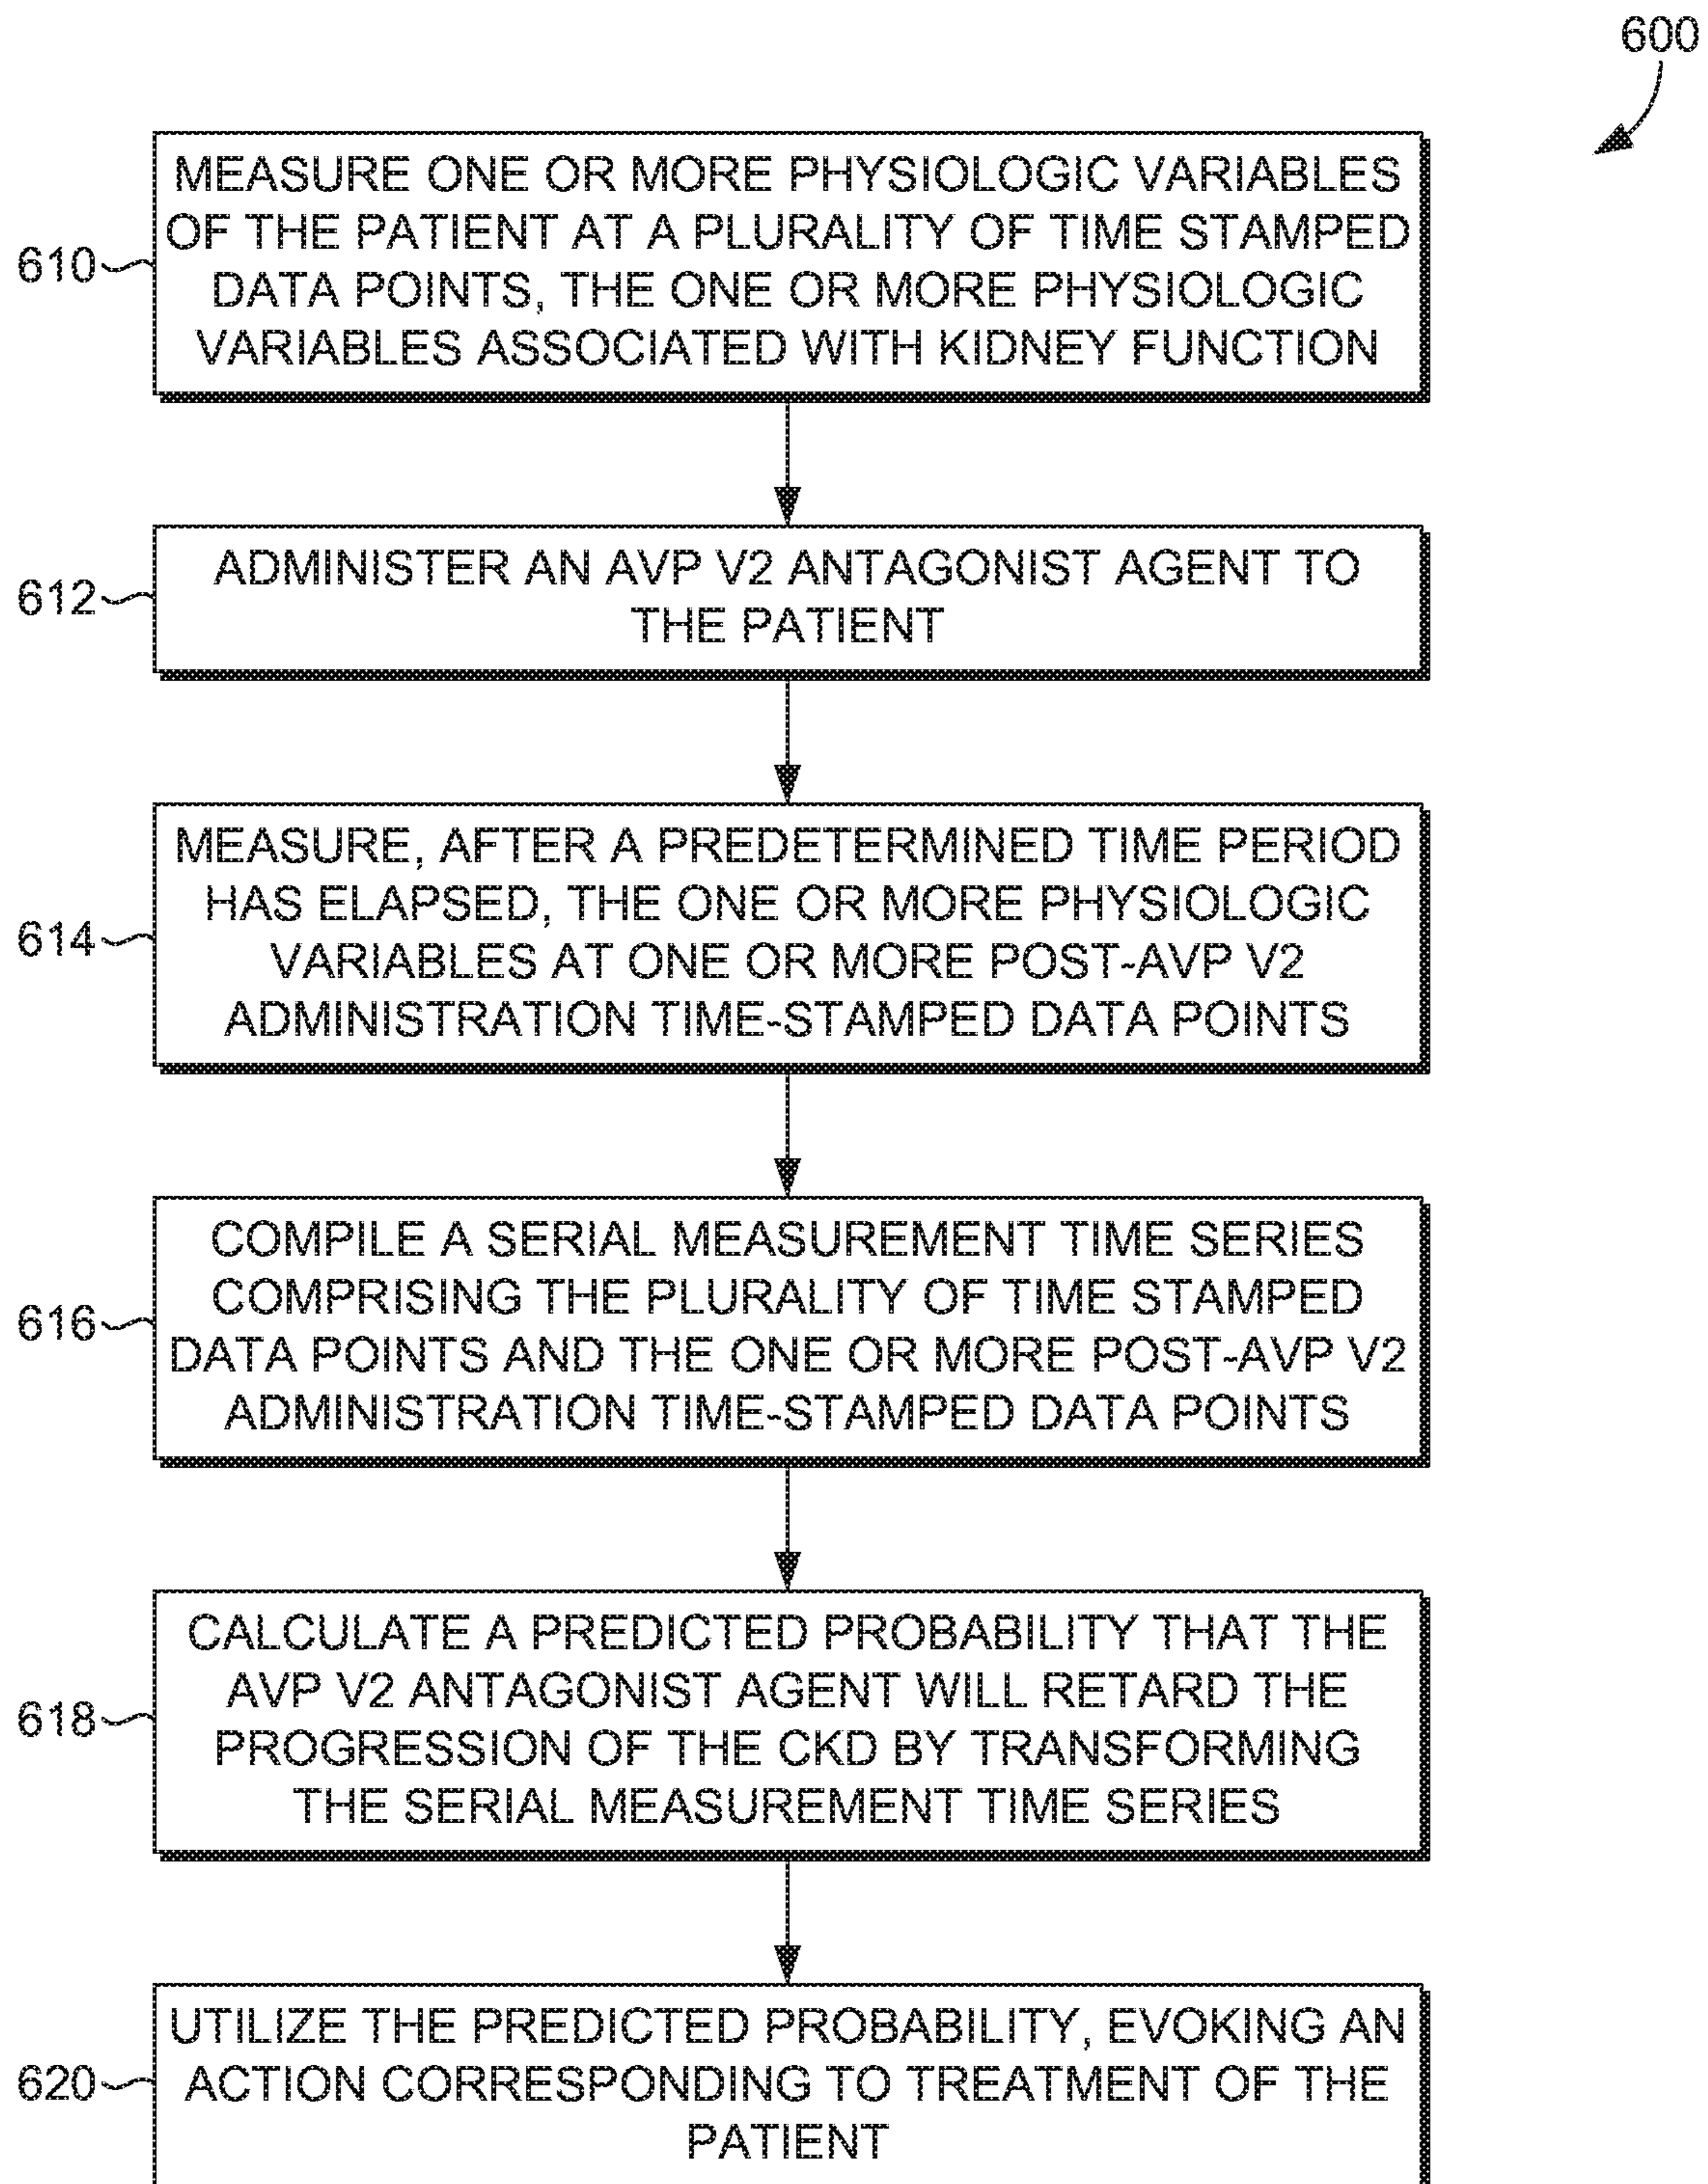 600
MEASURE ONE OR MORE PHYSIOLOGIC VARIABLES
OF THE PATIENT AT A PLURALITY OF TIME STAMPED
DATA POINTS, THE ONE OR MORE PHYSIOLOGIC
VARIABLES ASSOCIATED WITH KIDNEY FUNCTION
610
ADMINISTER AN AVP V2 ANTAGONIST AGENT TO
THE PATIENT
612
MEASURE, AFTER A PREDETERMINED TIME PERIOD
HAS ELAPSED, THE ONE OR MORE PHYSIOLOGIC
VARIABLES AT ONE OR MORE POST-AVP V2
ADMINISTRATION TIME-STAMPED DATA POINTS
614
COMPILE A SERIAL MEASUREMENT TIME SERIES
COMPRISING THE PLURALITY OF TIME STAMPED
DATA POINTS AND THE ONE OR MORE POST-AVP V2
ADMINISTRATION TIME-STAMPED DATA POINTS
616
CALCULATE A PREDICTED PROBABILITY THAT THE
AVP V2 ANTAGONIST AGENT WILL RETARD THE
PROGRESSION OF THE CKD BY TRANSFORMING
THE SERIAL MEASUREMENT TIME SERIES
618
UTILIZE THE PREDICTED PROBABILITY, EVOKING AN
ACTION CORRESPONDING TO TREATMENT OF THE
PATIENT
620